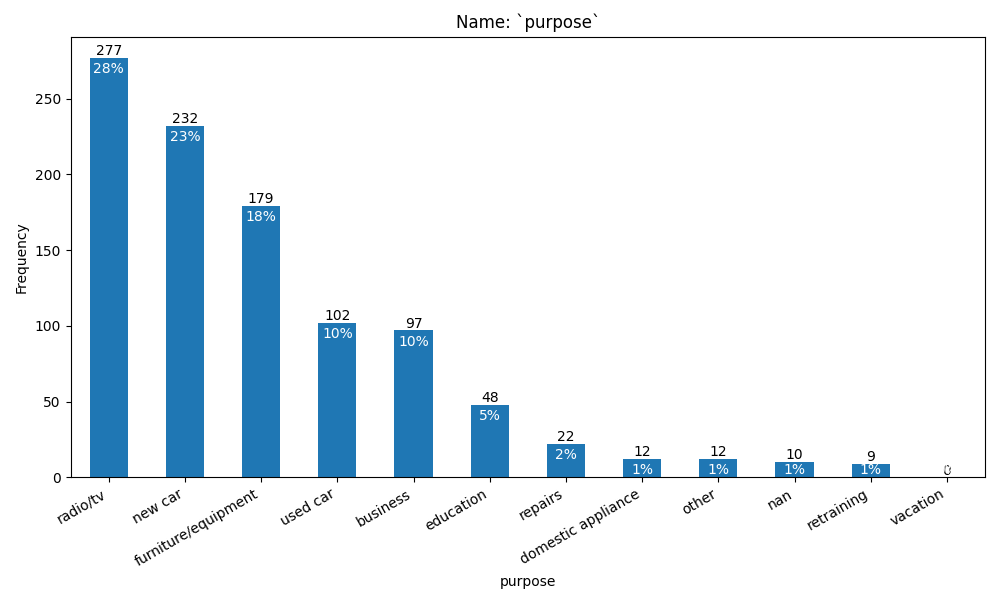 Name: `purpose`
Frequency
250
200
150
100
50
0
277
28%
232
23%
179
18%
102
10%
97
10%
48
5%
22
2%
12
1%
12
1%
10
1%
9
1%
0
radio/tv
new car
furniture/equipment
used car
business
education
repairs
domestic appliance
other
nan
retraining
vacation
purpose